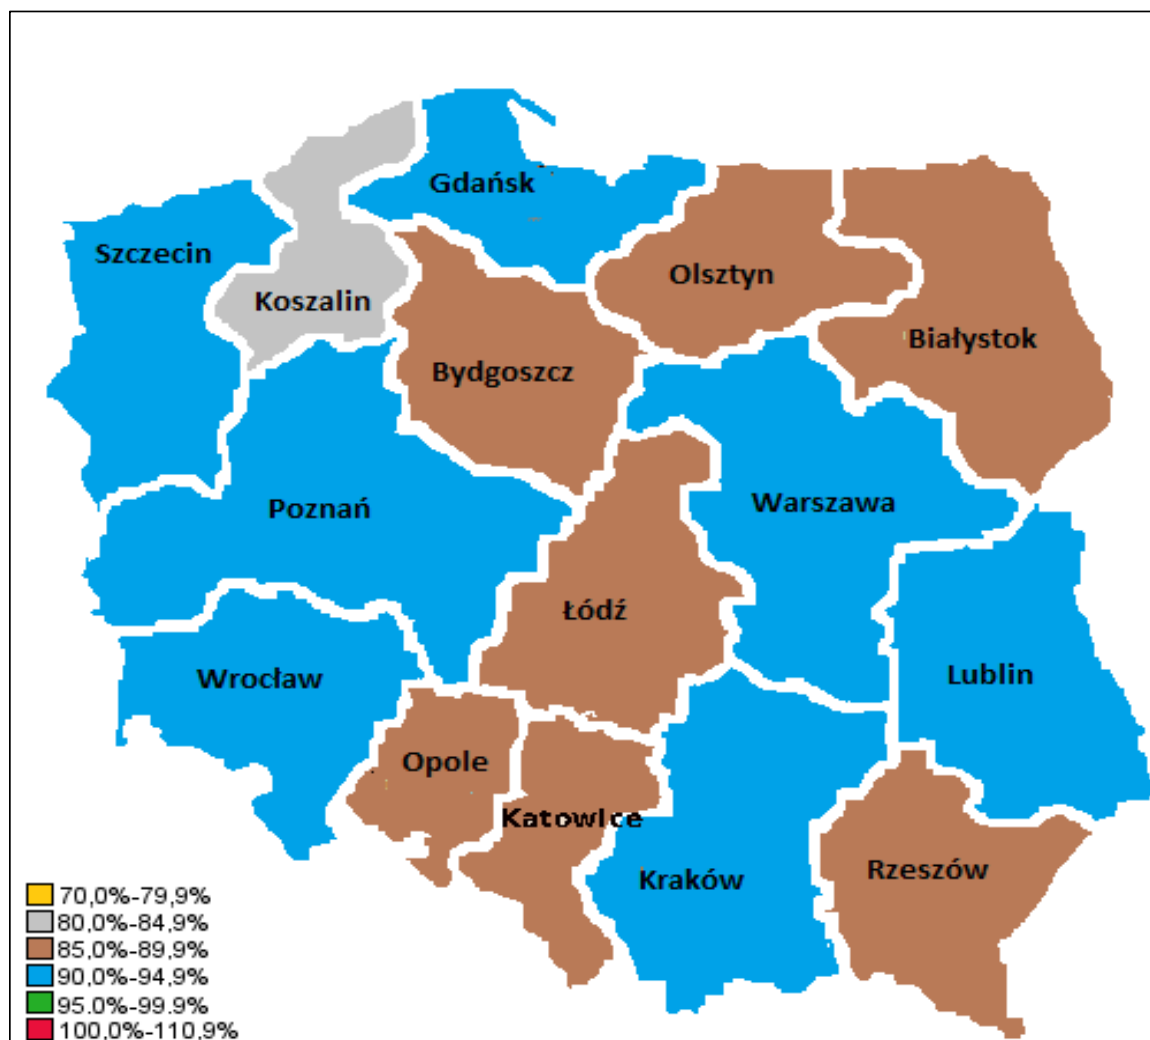 Gdańsk
Szczecin
Olsztyn
Koszalin
Białystok
Bydgoszcz
Warszawa
Poznań
Łódź
Lublin
Wrocław
Opole
Katowice
Rzeszów
Kraków
70,0%-79,9%
80,0%-84,9%
85,0%-89,9%
90,0%-94,9%
95.0%-99.9%
100,0%-110,9%